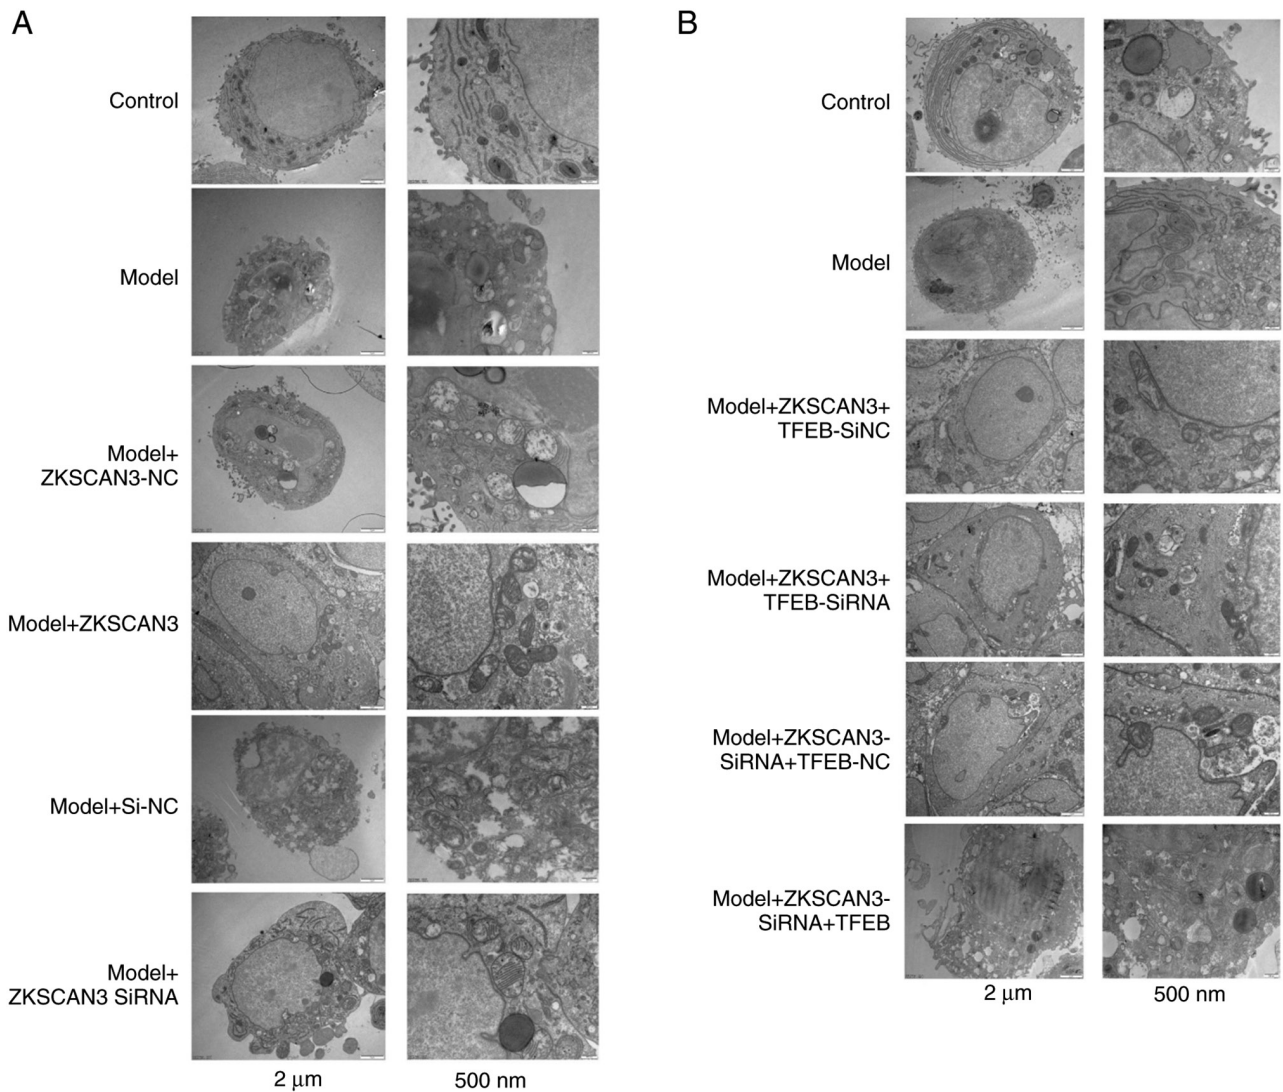 A
Control
Model
Model+
ZKSCAN3-NC
Model+ZKSCAN3
Model+Si-NC
Model+
ZKSCAN3 SiRNA
2 μm
500 nm
B
Control
Model
Model+ZKSCAN3+
TFEB-SiNC
Model+ZKSCAN3+
TFEB-SiRNA
Model+ZKSCAN3-
SiRNA+TFEB-NC
Model+ZKSCAN3-
SiRNA+TFEB
2 μm
500 nm